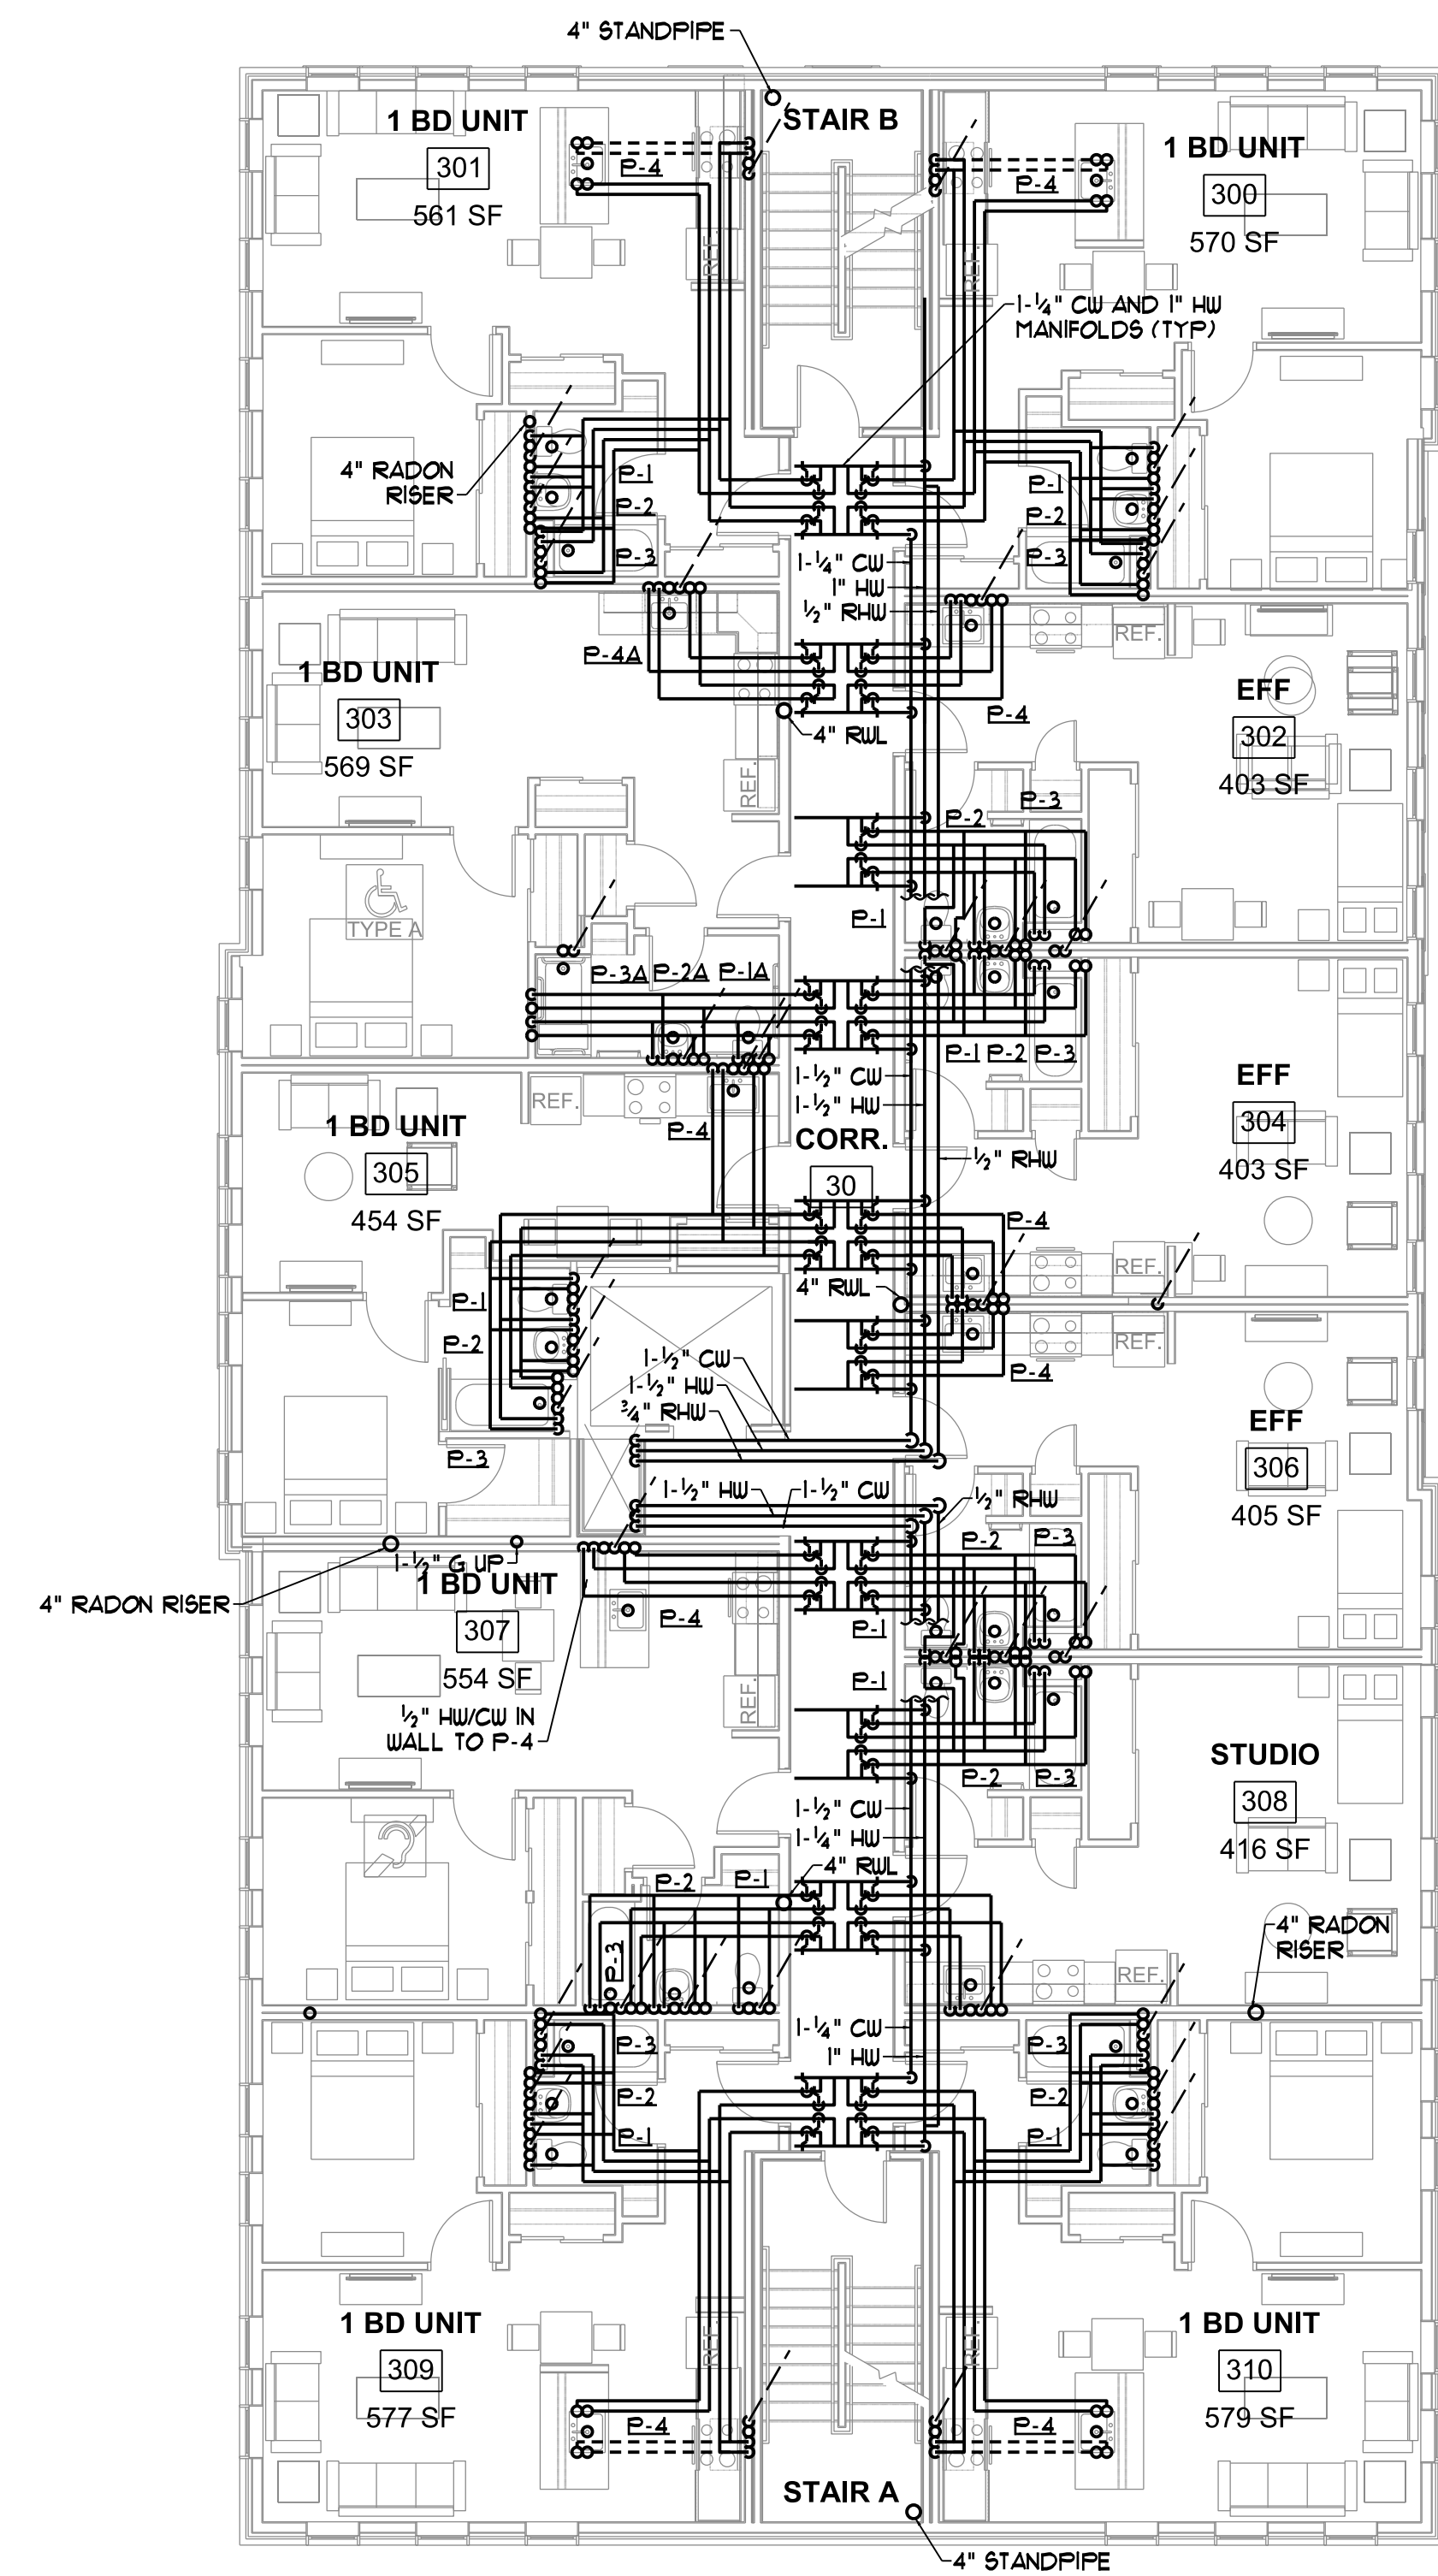 4" STANDPIPE
STAIR B
1 BD UNIT
301
561 SF
P-4
REF.
1 BD UNIT
300
570 SF
P-4
REF.
1-¼" CW AND 1" HW
MANIFOLDS (TYP)
4" RADON
RISER
P-1
P-2
P-3
P-1
P-2
P-3
1-¼" CW
1" HW
½" RHW
P-4A
1 BD UNIT
303
569 SF
REF.
4" RWL
REF.
P-4
EFF
302
403 SF
P-3
P-2
P-1
TYPE A
P-3A
P-2A
P-1A
P-1
P-2
P-3
1-½" CW
1-½" HW
EFF
304
403 SF
REF.
1 BD UNIT
305
454 SF
P-4
CORR.
30
½" RHW
P-4
REF.
4" RWL
P-1
P-2
P-3
REF.
P-4
1-½" CW
1-½" HW
¾" RHW
EFF
306
405 SF
1-½" HW
1-½" CW
½" RHW
P-2
P-3
P-1
4" RADON RISER
1-½" G UP
1 BD UNIT
307
554 SF
P-4
REF.
½" HW/CW IN
WALL TO P-4
P-1
P-2
P-3
STUDIO
308
416 SF
1-½" CW
1-¼" HW
4" RWL
P-2
P-1
P-3
4" RADON
RISER
REF.
1-¼" CW
1" HW
P-3
P-2
P-1
P-3
P-2
P-1
1 BD UNIT
309
577 SF
P-4
REF.
1 BD UNIT
310
579 SF
P-4
REF.
STAIR A
4" STANDPIPE